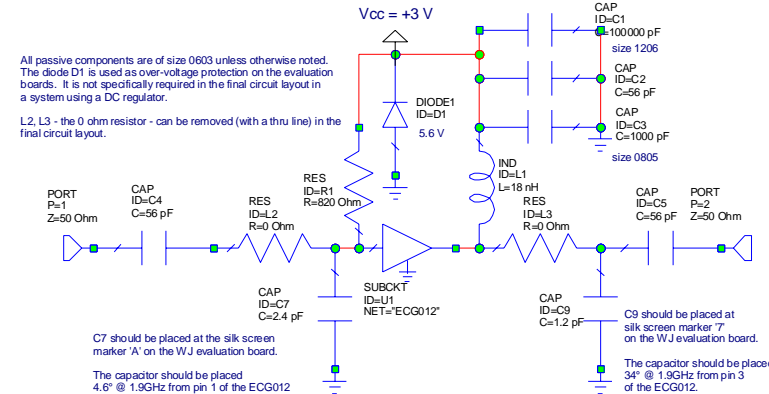 Vcc = +3 V
CAP
ID=C1
C=100000 pF
size 1206
All passive components are of size 0603 unless otherwise noted.
The diode D1 is used as over-voltage protection on the evaluation
boards. It is not specifically required in the final circuit layout in
a system using a DC regulator.
L2, L3 - the 0 ohm resistor - can be removed (with a thru line) in the
final circuit layout.
CAP
ID=C2
C=56 pF
DIODE1
ID=D1
5.6 V
CAP
ID=C3
C=1000 pF
size 0805
IND
ID=L1
L=18 nH
RES
ID=R1
R=820 Ohm
PORT
P=1
Z=50 Ohm
CAP
ID=C4
C=56 pF
RES
ID=L2
R=0 Ohm
RES
ID=L3
R=0 Ohm
CAP
ID=C5
C=56 pF
PORT
P=2
Z=50 Ohm
CAP
ID=C7
C=2.4 pF
SUBCKT
ID=U1
NET="ECG012"
CAP
ID=C9
C=1.2 pF
C7 should be placed at the silk screen
marker 'A' on the WJ evaluation board.
The capacitor should be placed
4.6° @ 1.9GHz from pin 1 of the ECG012
C9 should be placed at
silk screen marker '7'
on the WJ evaluation board.
The capacitor should be placed
34° @ 1.9GHz from pin 3
of the ECG012.